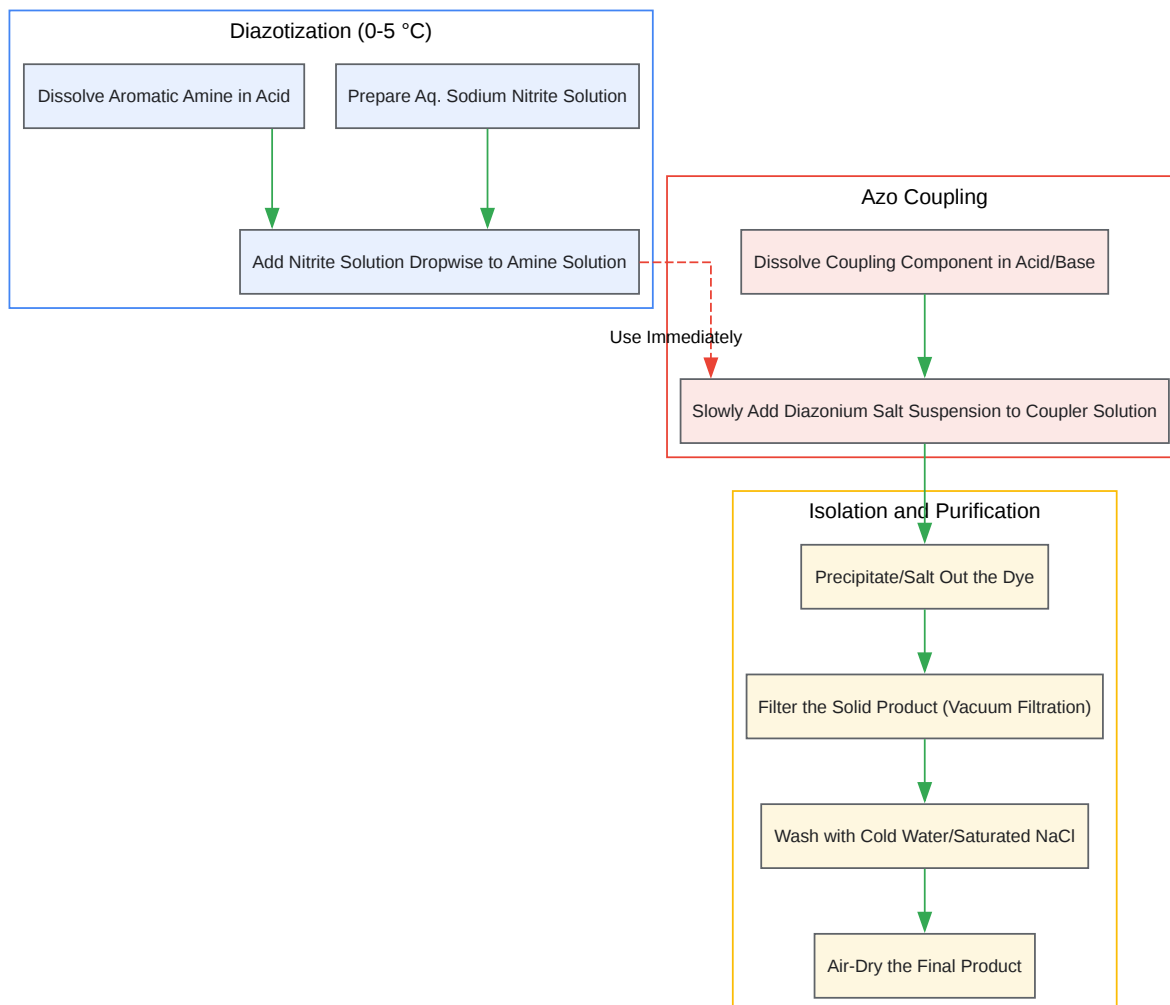 Diazotization (0-5 °C)
Dissolve Aromatic Amine in Acid
Prepare Aq. Sodium Nitrite Solution
Add Nitrite Solution Dropwise to Amine Solution
Azo Coupling
Dissolve Coupling Component in Acid/Base
Use Immediately
Slowly Add Diazonium Salt Suspension to Coupler Solution
Isolation and Purification
Precipitate/Salt Out the Dye
Filter the Solid Product (Vacuum Filtration)
Wash with Cold Water/Saturated NaCl
Air-Dry the Final Product